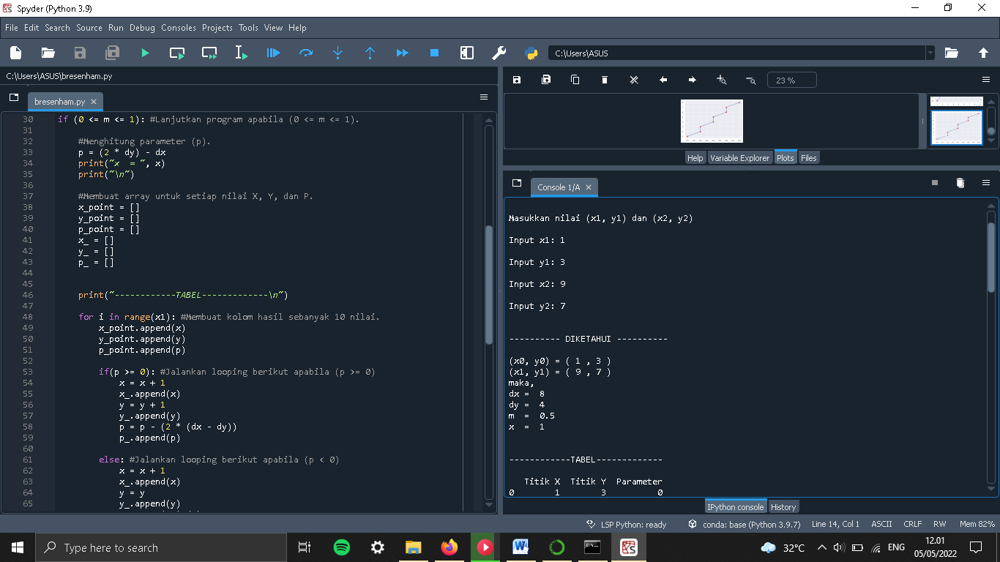 Spyder (Python 3.9)
File Edit Search Source Run Debug Consoles Projects Tools View Help
C:\Users\ASUS
C:\Users\ASUS\bresenham.py
bresenham.py
30 if (0 <= m <= 1): #Lanjutkan program apabila (0 <= m <= 1).
31
32 #Menghitung parameter (p).
33 p = (2 * dy) - dx
34 print("x  = ", x)
35 print("\n")
36
37 #Membuat array untuk setiap nilai X, Y, dan P.
38 x_point = []
39 y_point = []
40 p_point = []
41 x_ = []
42 y_ = []
43 p_ = []
44
45
46 print("------------TABEL-------------\n")
47
48 for i in range(x1): #Membuat kolom hasil sebanyak 10 nilai.
49 x_point.append(x)
50 y_point.append(y)
51 p_point.append(p)
52
53 if(p >= 0): #Jalankan looping berikut apabila (p >= 0)
54 x = x + 1
55 x_.append(x)
56 y = y + 1
57 y_.append(y)
58 p = p - (2 * (dx - dy))
59 p_.append(p)
60
61 else: #Jalankan looping berikut apabila (p < 0)
62 x = x + 1
63 x_.append(x)
64 y = y
65 y_.append(y)
23 %
Help Variable Explorer Plots Files
Console 1/A
Masukkan nilai (x1, y1) dan (x2, y2)
Input x1: 1
Input y1: 3
Input x2: 9
Input y2: 7
---------- DIKETAHUI ----------
(x0, y0) = ( 1 , 3 )
(x1, y1) = ( 9 , 7 )
maka,
dx =  8
dy =  4
m  =  0.5
x  =  1
------------TABEL-------------
Titik X  Titik Y  Parameter
0        1        3          0
IPython console History
LSP Python: ready conda: base (Python 3.9.7) Line 14, Col 1 ASCII CRLF RW Mem 82%
Type here to search
32°C ENG 12.01
05/05/2022